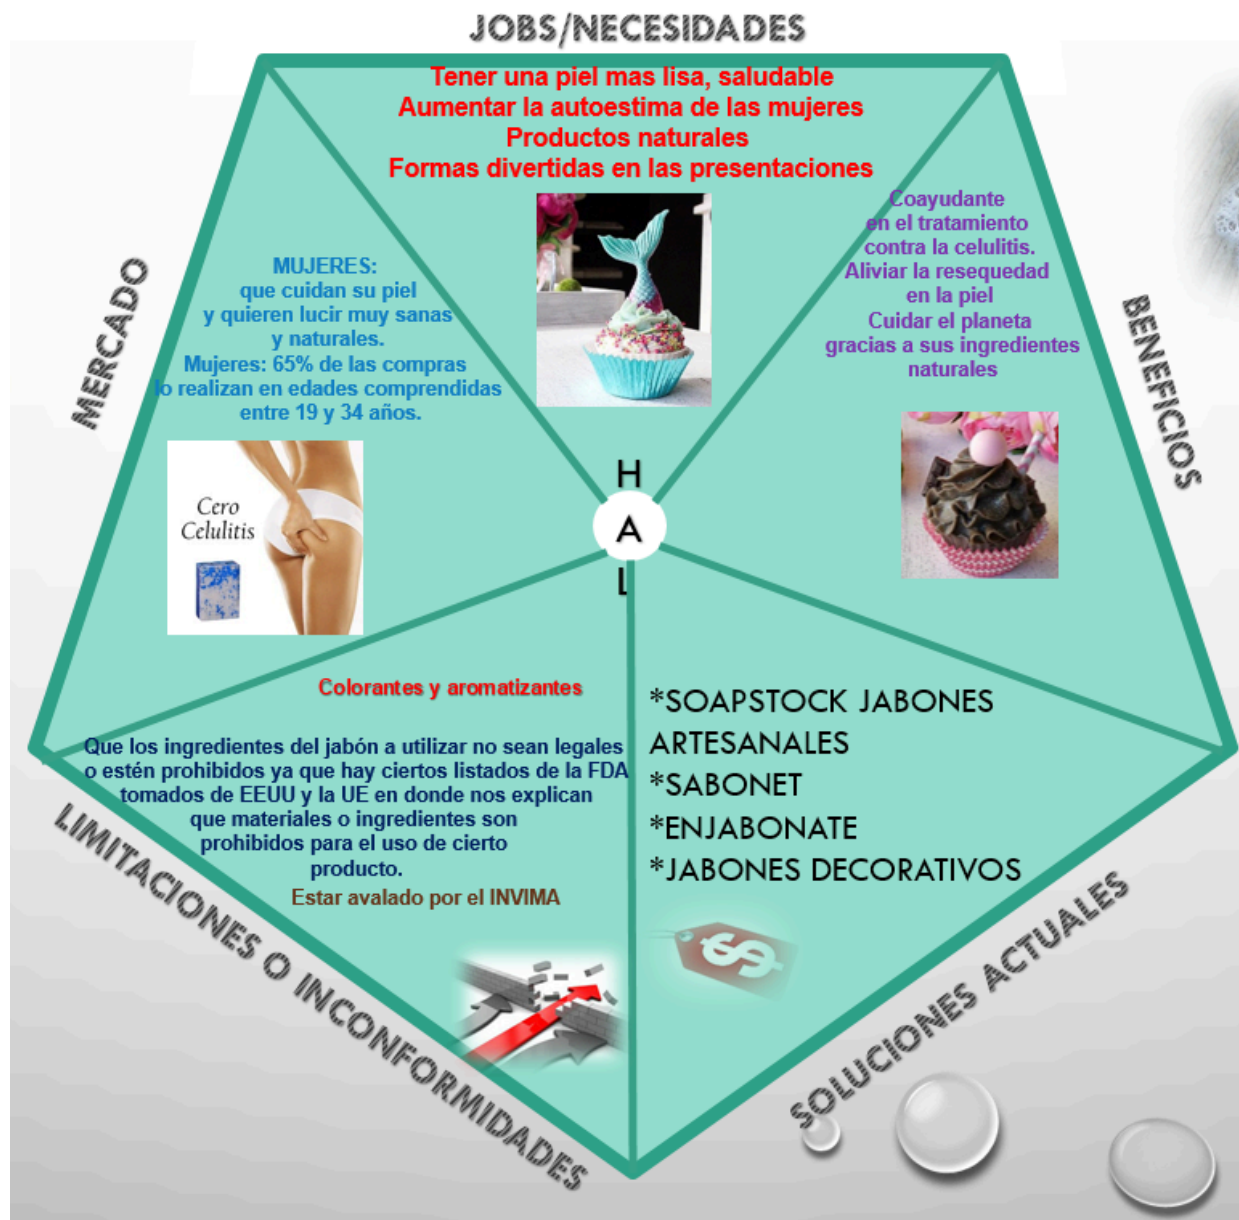 JOBS/NECESIDADES
Tener una piel mas lisa, saludable
Aumentar la autoestima de las mujeres
Productos naturales
Formas divertidas en las presentaciones
MERCADO
MUJERES:
que cuidan su piel
y quieren lucir muy sanas
y naturales.
Mujeres: 65% de las compras
lo realizan en edades comprendidas
entre 19 y 34 años.
Cero
Celulitis
BENEFICIOS
Coayudante
en el tratamiento
contra la celulitis.
Aliviar la resequedad
en la piel
Cuidar el planeta
gracias a sus ingredientes
naturales
H
A
L
LIMITACIONES O INCONFORMIDADES
Colorantes y aromatizantes
Que los ingredientes del jabón a utilizar no sean legales
o estén prohibidos ya que hay ciertos listados de la FDA
tomados de EEUU y la UE en donde nos explican
que materiales o ingredientes son
prohibidos para el uso de cierto
producto.
Estar avalado por el INVIMA
SOLUCIONES ACTUALES
*SOAPSTOCK JABONES
ARTESANALES
*SABONET
*ENJABONATE
*JABONES DECORATIVOS
$